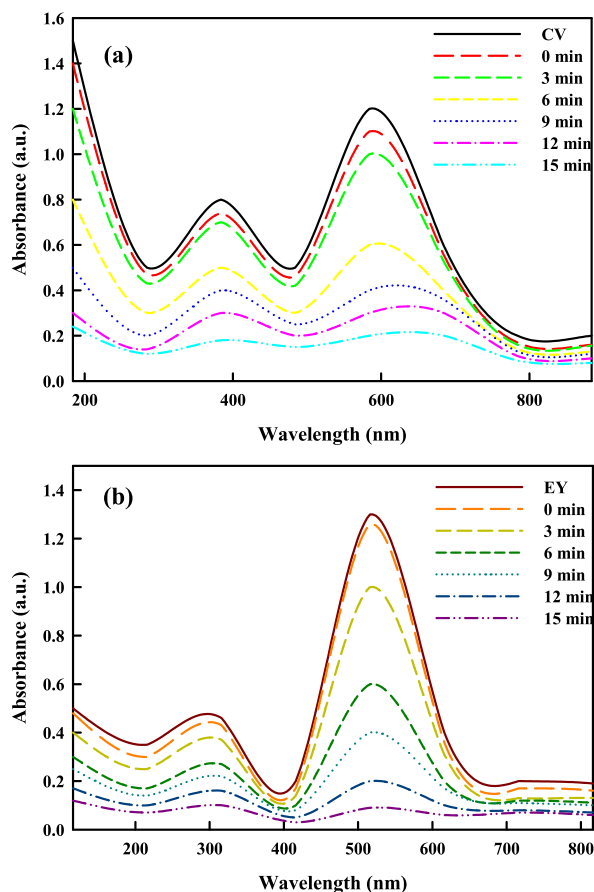 (a)
CV
0 min
3 min
6 min
9 min
12 min
15 min
Absorbance (a.u.)
1.6
1.4
1.2
1.0
0.8
0.6
0.4
0.2
0.0
200 400 600 800
Wavelength (nm)
(b)
EY
0 min
3 min
6 min
9 min
12 min
15 min
Absorbance (a.u.)
1.4
1.2
1.0
0.8
0.6
0.4
0.2
0.0
200 300 400 500 600 700 800
Wavelength (nm)